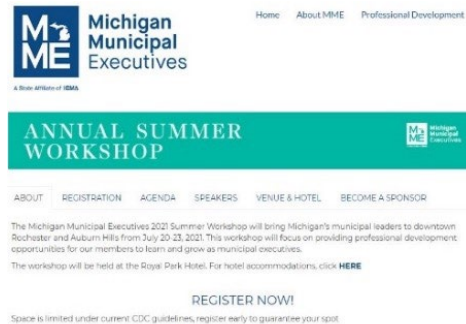 M
ME
Michigan
Municipal
Executives
A State Affiliate of ICMA
Home About MME Professional Development
ANNUAL SUMMER
WORKSHOP
M
ME
Michigan
Municipal
Executives
ABOUT REGISTRATION AGENDA SPEAKERS VENUE & HOTEL BECOME A SPONSOR
The Michigan Municipal Executives 2021 Summer Workshop will bring Michigan's municipal leaders to downtown
Rochester and Auburn Hills from July 20-23, 2021. This workshop will focus on providing professional development
opportunities for our members to learn and grow as municipal executives.
The workshop will be held at the Royal Park Hotel. For hotel accommodations, click HERE
REGISTER NOW!
Space is limited under current CDC guidelines, register early to guarantee your spot